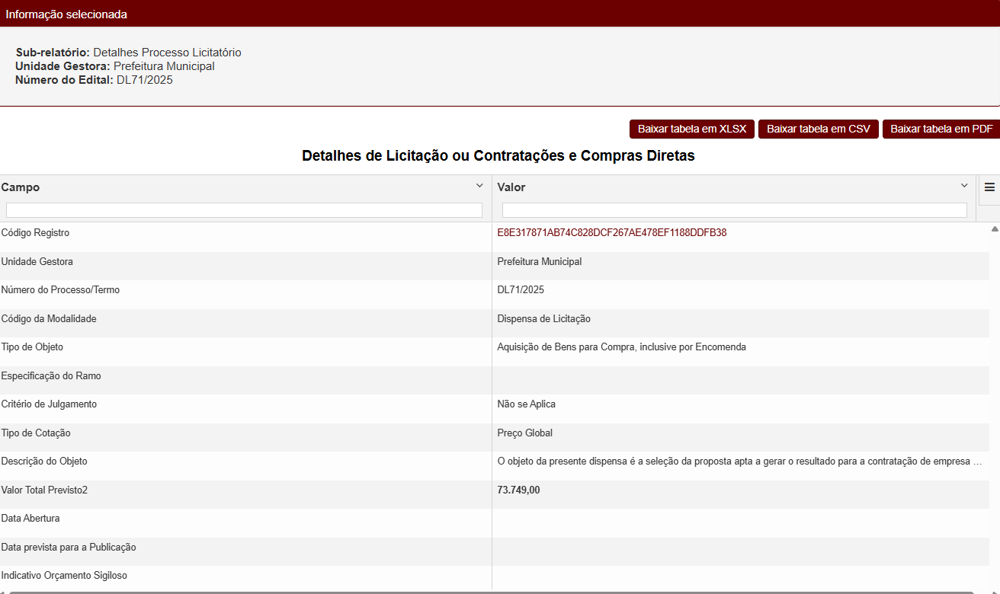 Informação selecionada
Sub-relatório: Detalhes Processo Licitatório
Unidade Gestora: Prefeitura Municipal
Número do Edital: DL71/2025
Baixar tabela em XLSX Baixar tabela em CSV Baixar tabela em PDF
Detalhes de Licitação ou Contratações e Compras Diretas
Campo Valor
Código Registro E8E317871AB74C828DCF267AE478EF1188DDFB38
Unidade Gestora Prefeitura Municipal
Número do Processo/Termo DL71/2025
Código da Modalidade Dispensa de Licitação
Tipo de Objeto Aquisição de Bens para Compra, inclusive por Encomenda
Especificação do Ramo
Critério de Julgamento Não se Aplica
Tipo de Cotação Preço Global
Descrição do Objeto O objeto da presente dispensa é a seleção da proposta apta a gerar o resultado para a contratação de empresa ...
Valor Total Previsto2 73.749,00
Data Abertura
Data prevista para a Publicação
Indicativo Orçamento Sigiloso